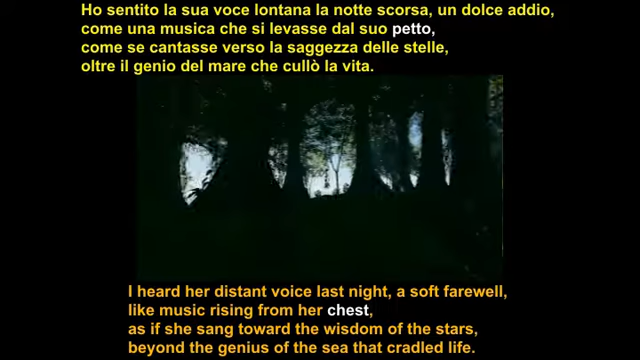 Ho sentito la sua voce lontana la notte scorsa, un dolce addio,
come una musica che si levasse dal suo petto,
come se cantasse verso la saggezza delle stelle,
oltre il genio del mare che cullò la vita.
I heard her distant voice last night, a soft farewell,
like music rising from her chest,
as if she sang toward the wisdom of the stars,
beyond the genius of the sea that cradled life.